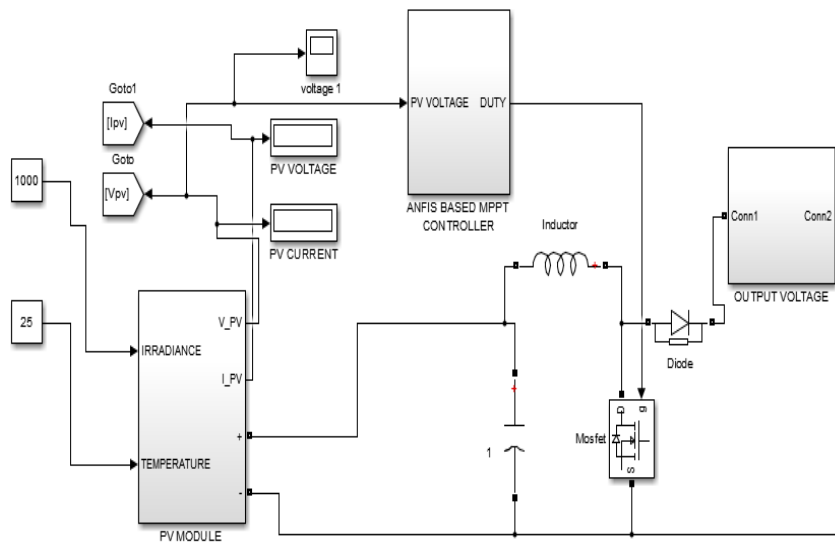 Goto1
[Ipv]
Goto
[Vpv]
1000
25
voltage 1
PV VOLTAGE
PV CURRENT
PV VOLTAGE DUTY
ANFIS BASED MPPT
CONTROLLER
Inductor
Conn1 Conn2
OUTPUT VOLTAGE
Diode
V_PV
IRRADIANCE
I_PV
+
TEMPERATURE
-
PV MODULE
1
Mosfet
D
g
S